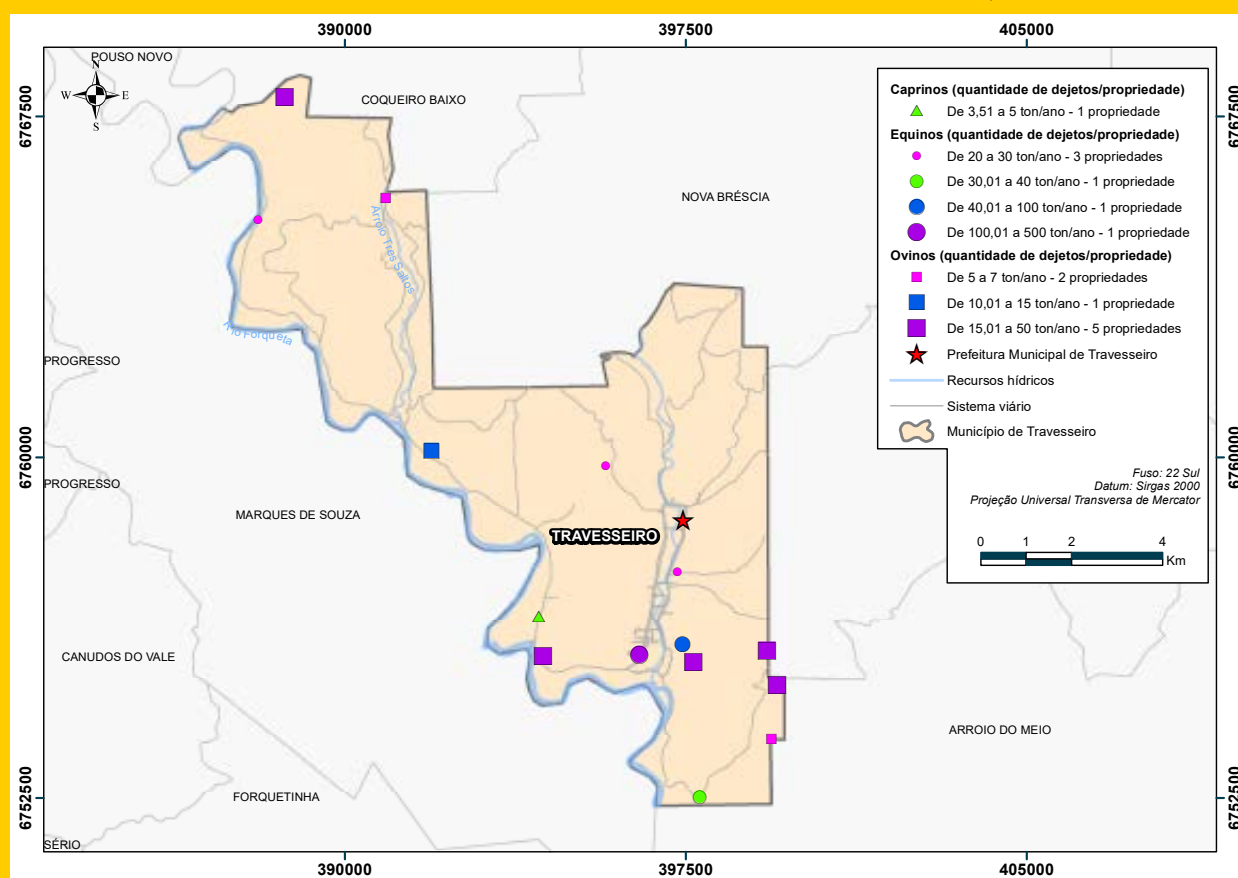 390000
397500
405000
POUSO NOVO
N
W
E
S
COQUEIRO BAIXO
NOVA BRÉSCIA
6767500
6767500
Arroio Tres Saltos
Rio Forqueta
PROGRESSO
6760000
6760000
PROGRESSO
MARQUES DE SOUZA
TRAVESSEIRO
CANUDOS DO VALE
ARROIO DO MEIO
FORQUETINHA
6752500
6752500
SÉRIO
390000
397500
405000
Caprinos (quantidade de dejetos/propriedade)
De 3,51 a 5 ton/ano - 1 propriedade
Equinos (quantidade de dejetos/propriedade)
De 20 a 30 ton/ano - 3 propriedades
De 30,01 a 40 ton/ano - 1 propriedade
De 40,01 a 100 ton/ano - 1 propriedade
De 100,01 a 500 ton/ano - 1 propriedade
Ovinos (quantidade de dejetos/propriedade)
De 5 a 7 ton/ano - 2 propriedades
De 10,01 a 15 ton/ano - 1 propriedade
De 15,01 a 50 ton/ano - 5 propriedades
Prefeitura Municipal de Travesseiro
Recursos hídricos
Sistema viário
Município de Travesseiro
Fuso: 22 Sul
Datum: Sirgas 2000
Projeção Universal Transversa de Mercator
0 1 2 4
Km